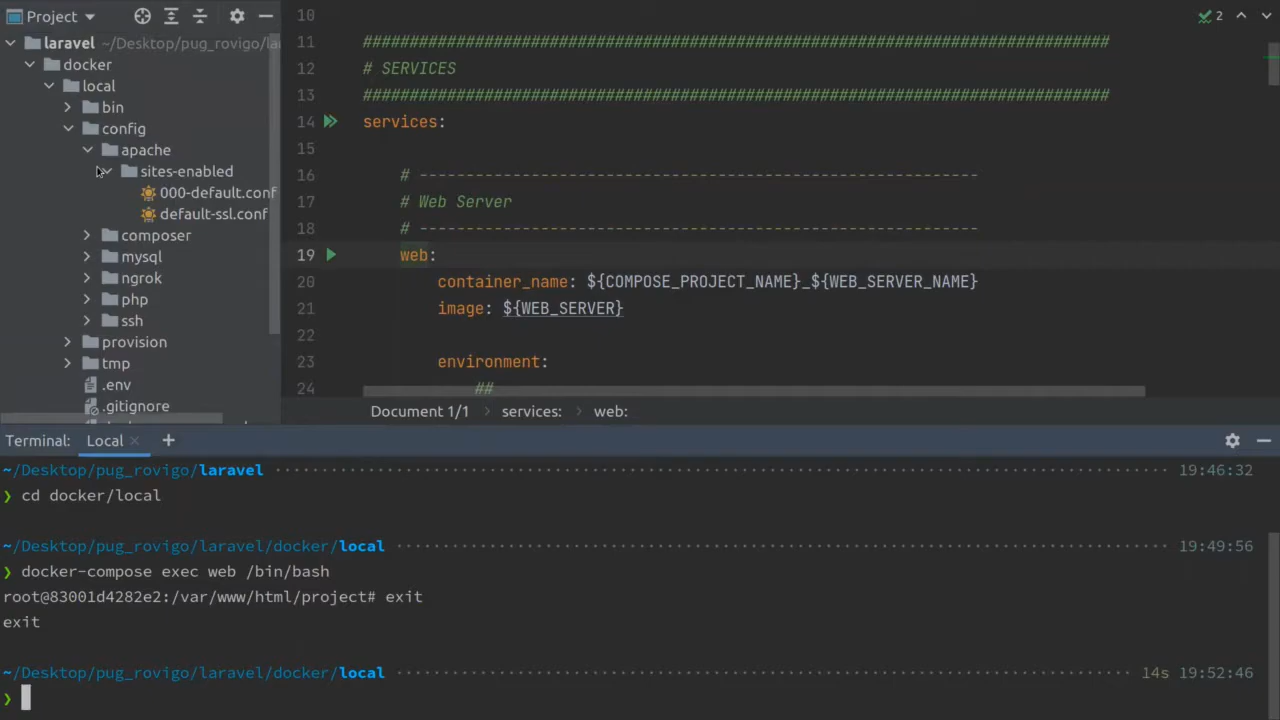 Project
laravel ~/Desktop/pug_rovigo/la
docker
local
bin
config
apache
sites-enabled
000-default.conf
default-ssl.conf
composer
mysql
ngrok
php
ssh
provision
tmp
.env
.gitignore
2
10
11 ################################################################################
12 # SERVICES
13 ################################################################################
14 services:
15
16 # ------------------------------------------------------------
17 # Web Server
18 # ------------------------------------------------------------
19 web:
20 container_name: ${COMPOSE_PROJECT_NAME}_${WEB_SERVER_NAME}
21 image: ${WEB_SERVER}
22
23 environment:
24 ##
Document 1/1 > services: > web:
Terminal: Local × +
~/Desktop/pug_rovigo/laravel 19:46:32
❯ cd docker/local
~/Desktop/pug_rovigo/laravel/docker/local 19:49:56
❯ docker-compose exec web /bin/bash
root@83001d4282e2:/var/www/html/project# exit
exit
~/Desktop/pug_rovigo/laravel/docker/local 14s 19:52:46
❯